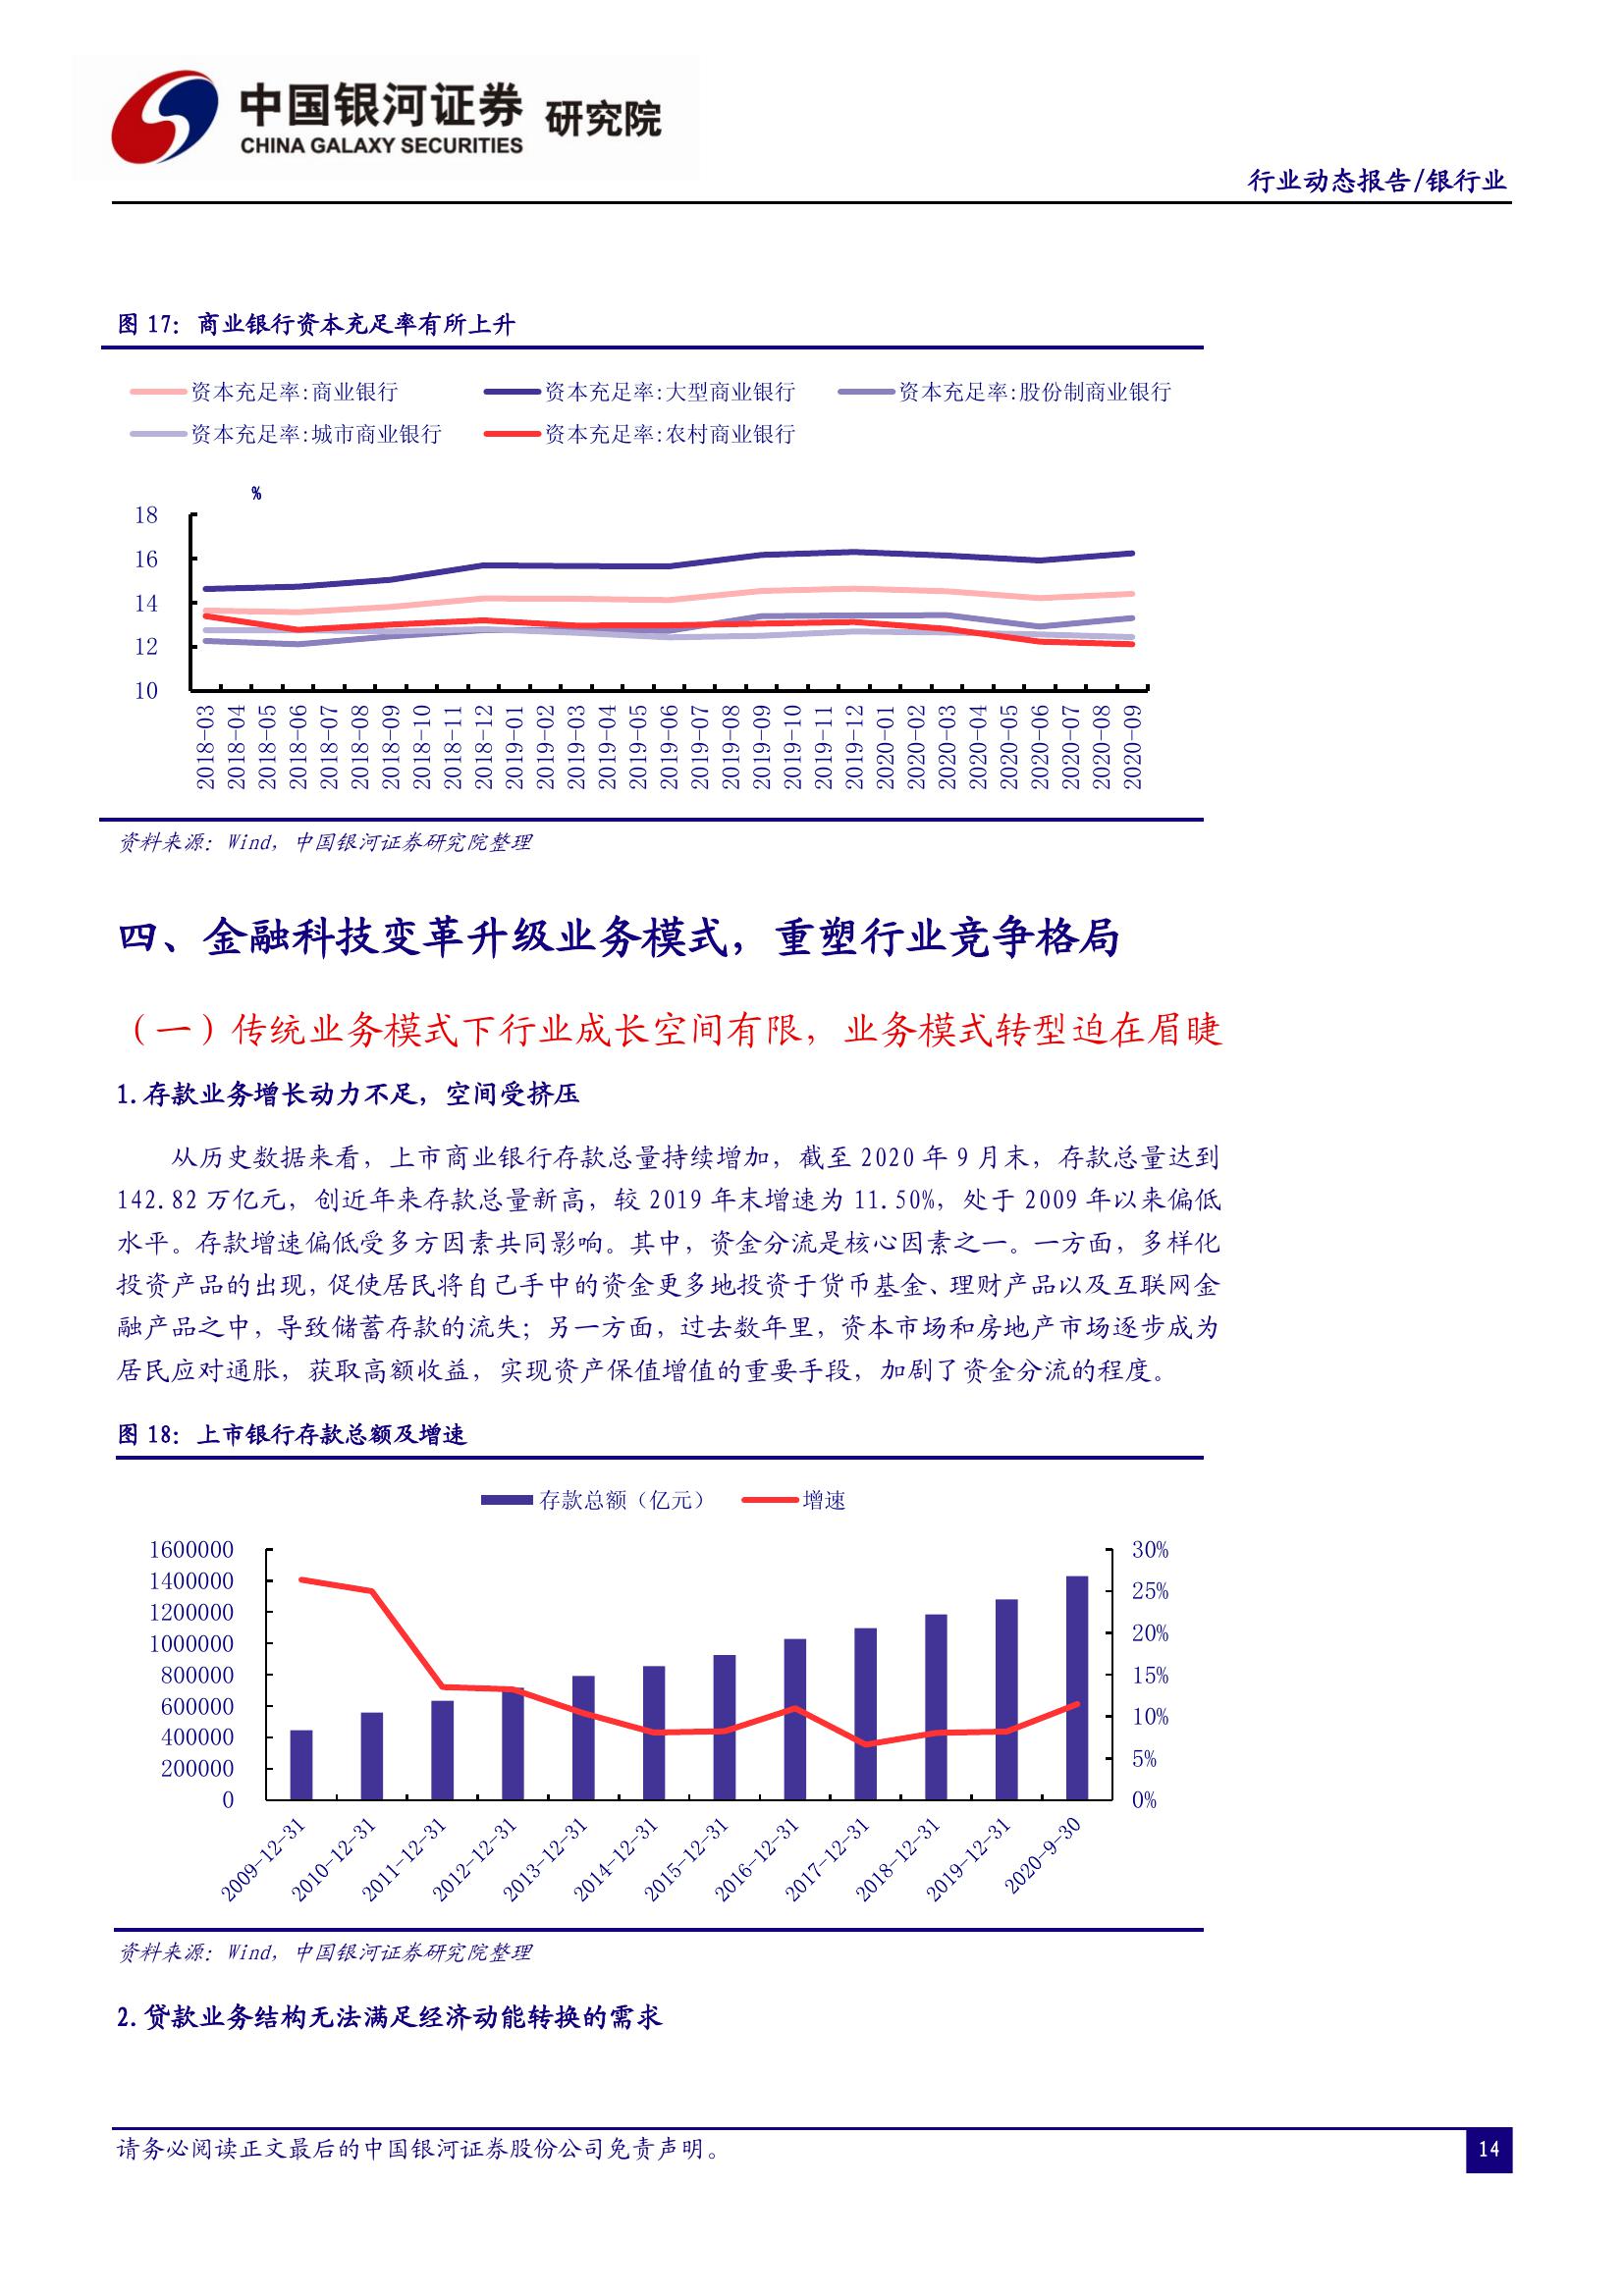 中国银河证券 研究院
CHINA GALAXY SECURITIES
行业动态报告/银行业
图 17：商业银行资本充足率有所上升
资本充足率:商业银行 资本充足率:大型商业银行 资本充足率:股份制商业银行
资本充足率:城市商业银行 资本充足率:农村商业银行
%
18
16
14
12
10
2018-03 2018-04 2018-05 2018-06 2018-07 2018-08 2018-09 2018-10 2018-11 2018-12 2019-01 2019-02 2019-03 2019-04 2019-05 2019-06 2019-07 2019-08 2019-09 2019-10 2019-11 2019-12 2020-01 2020-02 2020-03 2020-04 2020-05 2020-06 2020-07 2020-08 2020-09
资料来源：Wind，中国银河证券研究院整理
四、金融科技变革升级业务模式，重塑行业竞争格局
（一）传统业务模式下行业成长空间有限，业务模式转型迫在眉睫
1.存款业务增长动力不足，空间受挤压
从历史数据来看，上市商业银行存款总量持续增加，截至 2020 年 9 月末，存款总量达到
142.82 万亿元，创近年来存款总量新高，较 2019 年末增速为 11.50%，处于 2009 年以来偏低
水平。存款增速偏低受多方因素共同影响。其中，资金分流是核心因素之一。一方面，多样化
投资产品的出现，促使居民将自己手中的资金更多地投资于货币基金、理财产品以及互联网金
融产品之中，导致储蓄存款的流失；另一方面，过去数年里，资本市场和房地产市场逐步成为
居民应对通胀，获取高额收益，实现资产保值增值的重要手段，加剧了资金分流的程度。
图 18：上市银行存款总额及增速
存款总额（亿元） 增速
1600000 30%
1400000 25%
1200000 20%
1000000 15%
800000 10%
600000 5%
400000 0%
200000
0
2009-12-31 2010-12-31 2011-12-31 2012-12-31 2013-12-31 2014-12-31 2015-12-31 2016-12-31 2017-12-31 2018-12-31 2019-12-31 2020-9-30
资料来源：Wind，中国银河证券研究院整理
2.贷款业务结构无法满足经济动能转换的需求
请务必阅读正文最后的中国银河证券股份公司免责声明。
14